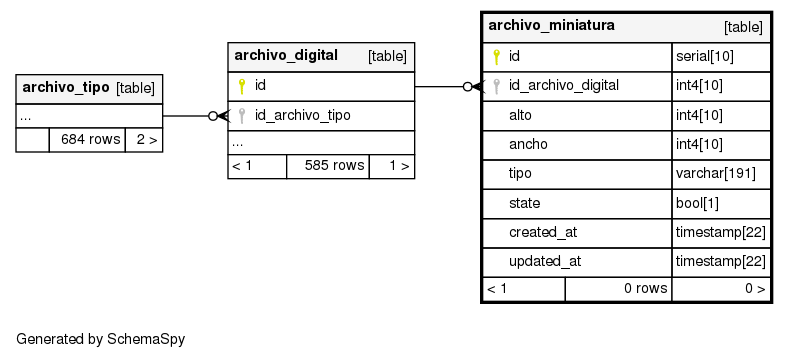 archivo_tipo [table]
...
684 rows 2 >
archivo_digital [table]
id
id_archivo_tipo
...
< 1 585 rows 1 >
archivo_miniatura [table]
id serial[10]
id_archivo_digital int4[10]
alto int4[10]
ancho int4[10]
tipo varchar[191]
state bool[1]
created_at timestamp[22]
updated_at timestamp[22]
< 1 0 rows 0 >
Generated by SchemaSpy